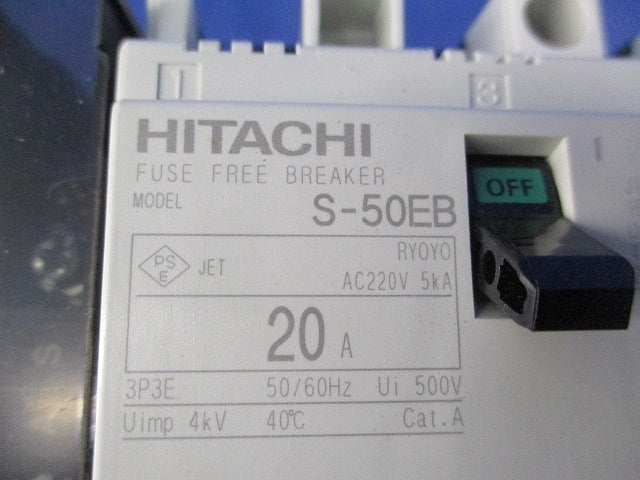 1 3
HITACHI
FUSE FREE BREAKER
MODEL S-50EB
OFF
PS E JET RYOYO
AC220V 5kA
20 A
3P3E 50/60Hz Ui 500V
Uimp 4kV 40℃ Cat.A